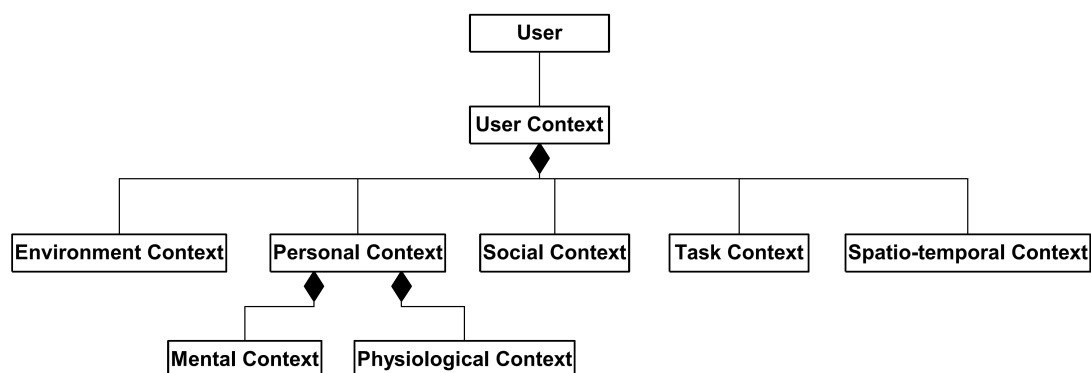 User
User Context
Environment Context
Personal Context
Social Context
Task Context
Spatio-temporal Context
Mental Context
Physiological Context